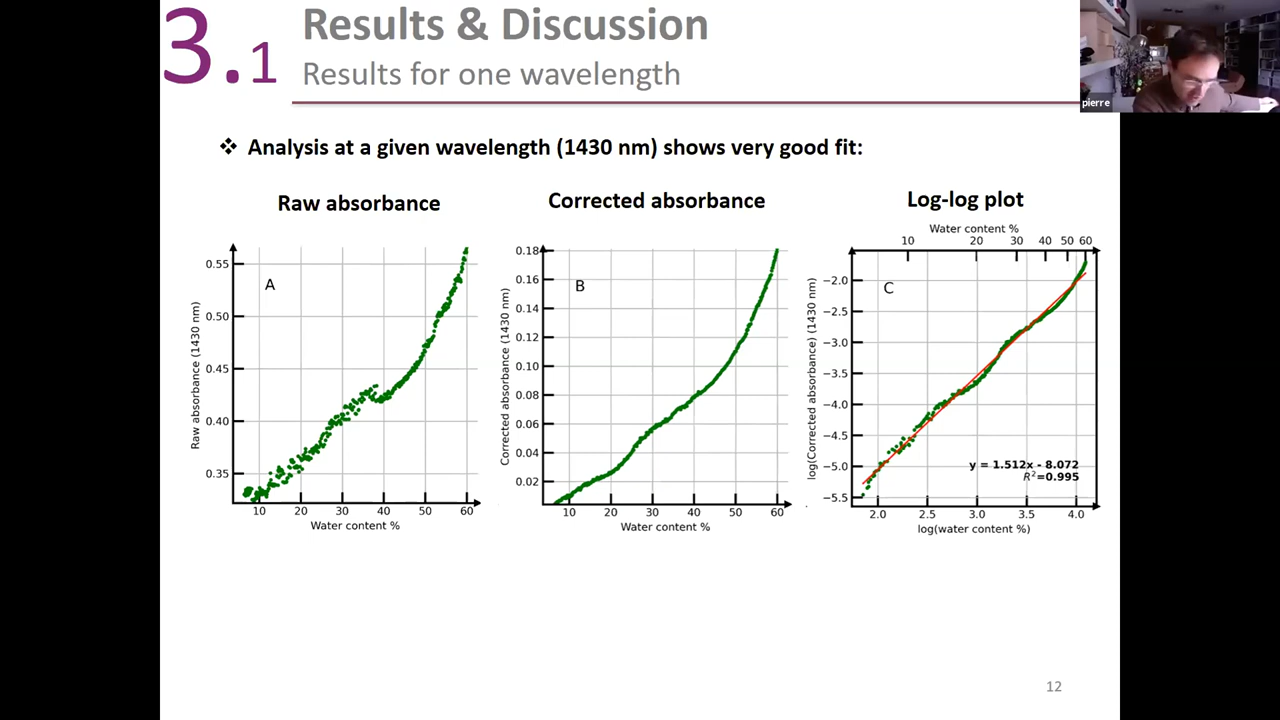 3.1
Results & Discussion
Results for one wavelength
pierre
❖ Analysis at a given wavelength (1430 nm) shows very good fit:
Raw absorbance
0.55
0.50
0.45
0.40
0.35
Raw absorbance (1430 nm)
A
10 20 30 40 50 60
Water content %
Corrected absorbance
0.18
0.16
0.14
0.12
0.10
0.08
0.06
0.04
0.02
Corrected absorbance (1430 nm)
B
10 20 30 40 50 60
Water content %
Log-log plot
Water content %
10 20 30 40 50 60
−2.0
−2.5
−3.0
−3.5
−4.0
−4.5
−5.0
−5.5
log(Corrected absorbance) (1430 nm)
C
y = 1.512x - 8.072
R²=0.995
2.0 2.5 3.0 3.5 4.0
log(water content %)
12